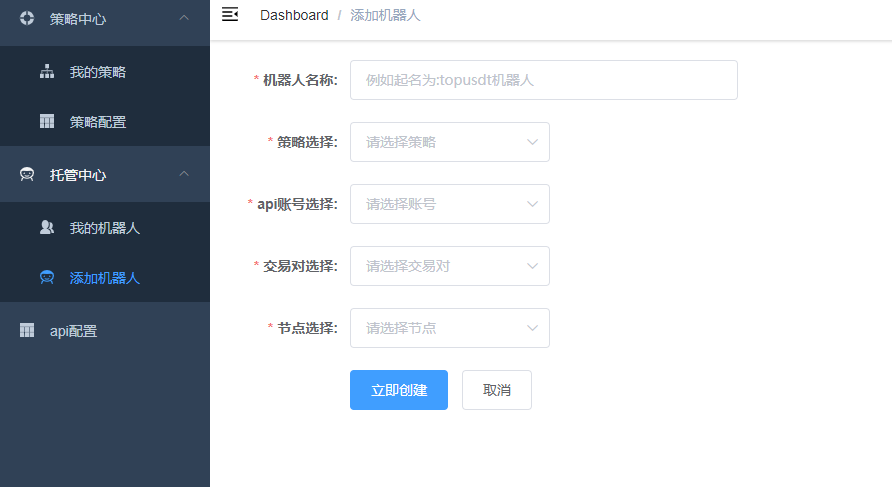 策略中心
我的策略
策略配置
托管中心
我的机器人
添加机器人
api配置
Dashboard / 添加机器人
* 机器人名称: 例如起名为:topusdt机器人
* 策略选择: 请选择策略
* api账号选择: 请选择账号
* 交易对选择: 请选择交易对
* 节点选择: 请选择节点
立即创建 取消